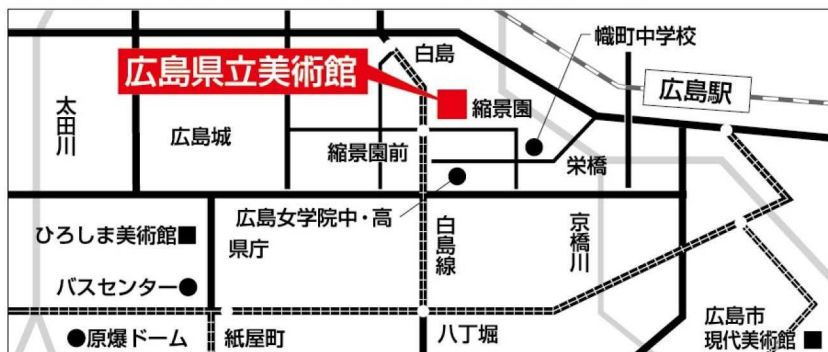 白島
幟町中学校
広島県立美術館
広島駅
太田川
広島城
縮景園
縮景園前
栄橋
広島女学院中・高
県庁
ひろしま美術館
白島線
京橋川
バスセンター
原爆ドーム
紙屋町
八丁堀
広島市
現代美術館